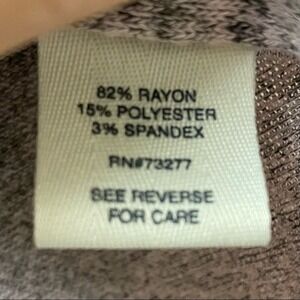 82% RAYON
15% POLYESTER
3% SPANDEX
RN#73277
SEE REVERSE
FOR CARE